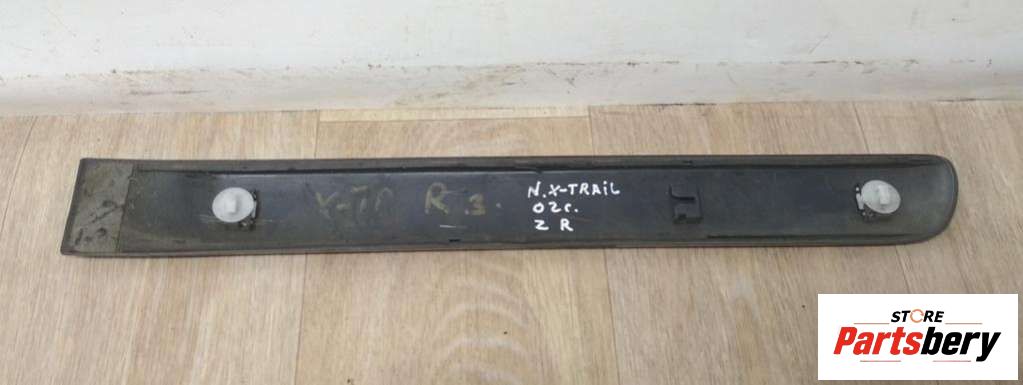 X-TR R.3.
N.X-TRAIL
02г.
Z R
STORE
Partsbery